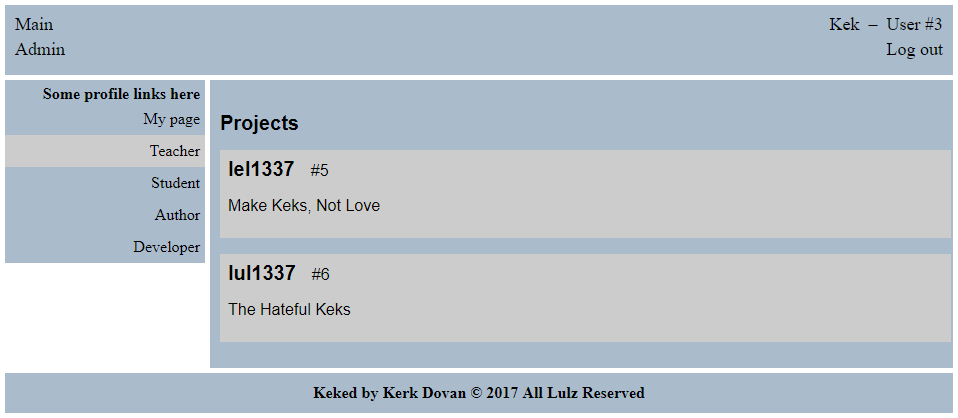 Main
Admin
Kek – User #3
Log out
Some profile links here
My page
Teacher
Student
Author
Developer
Projects
lel1337 #5
Make Keks, Not Love
lul1337 #6
The Hateful Keks
Keked by Kerk Dovan © 2017 All Lulz Reserved